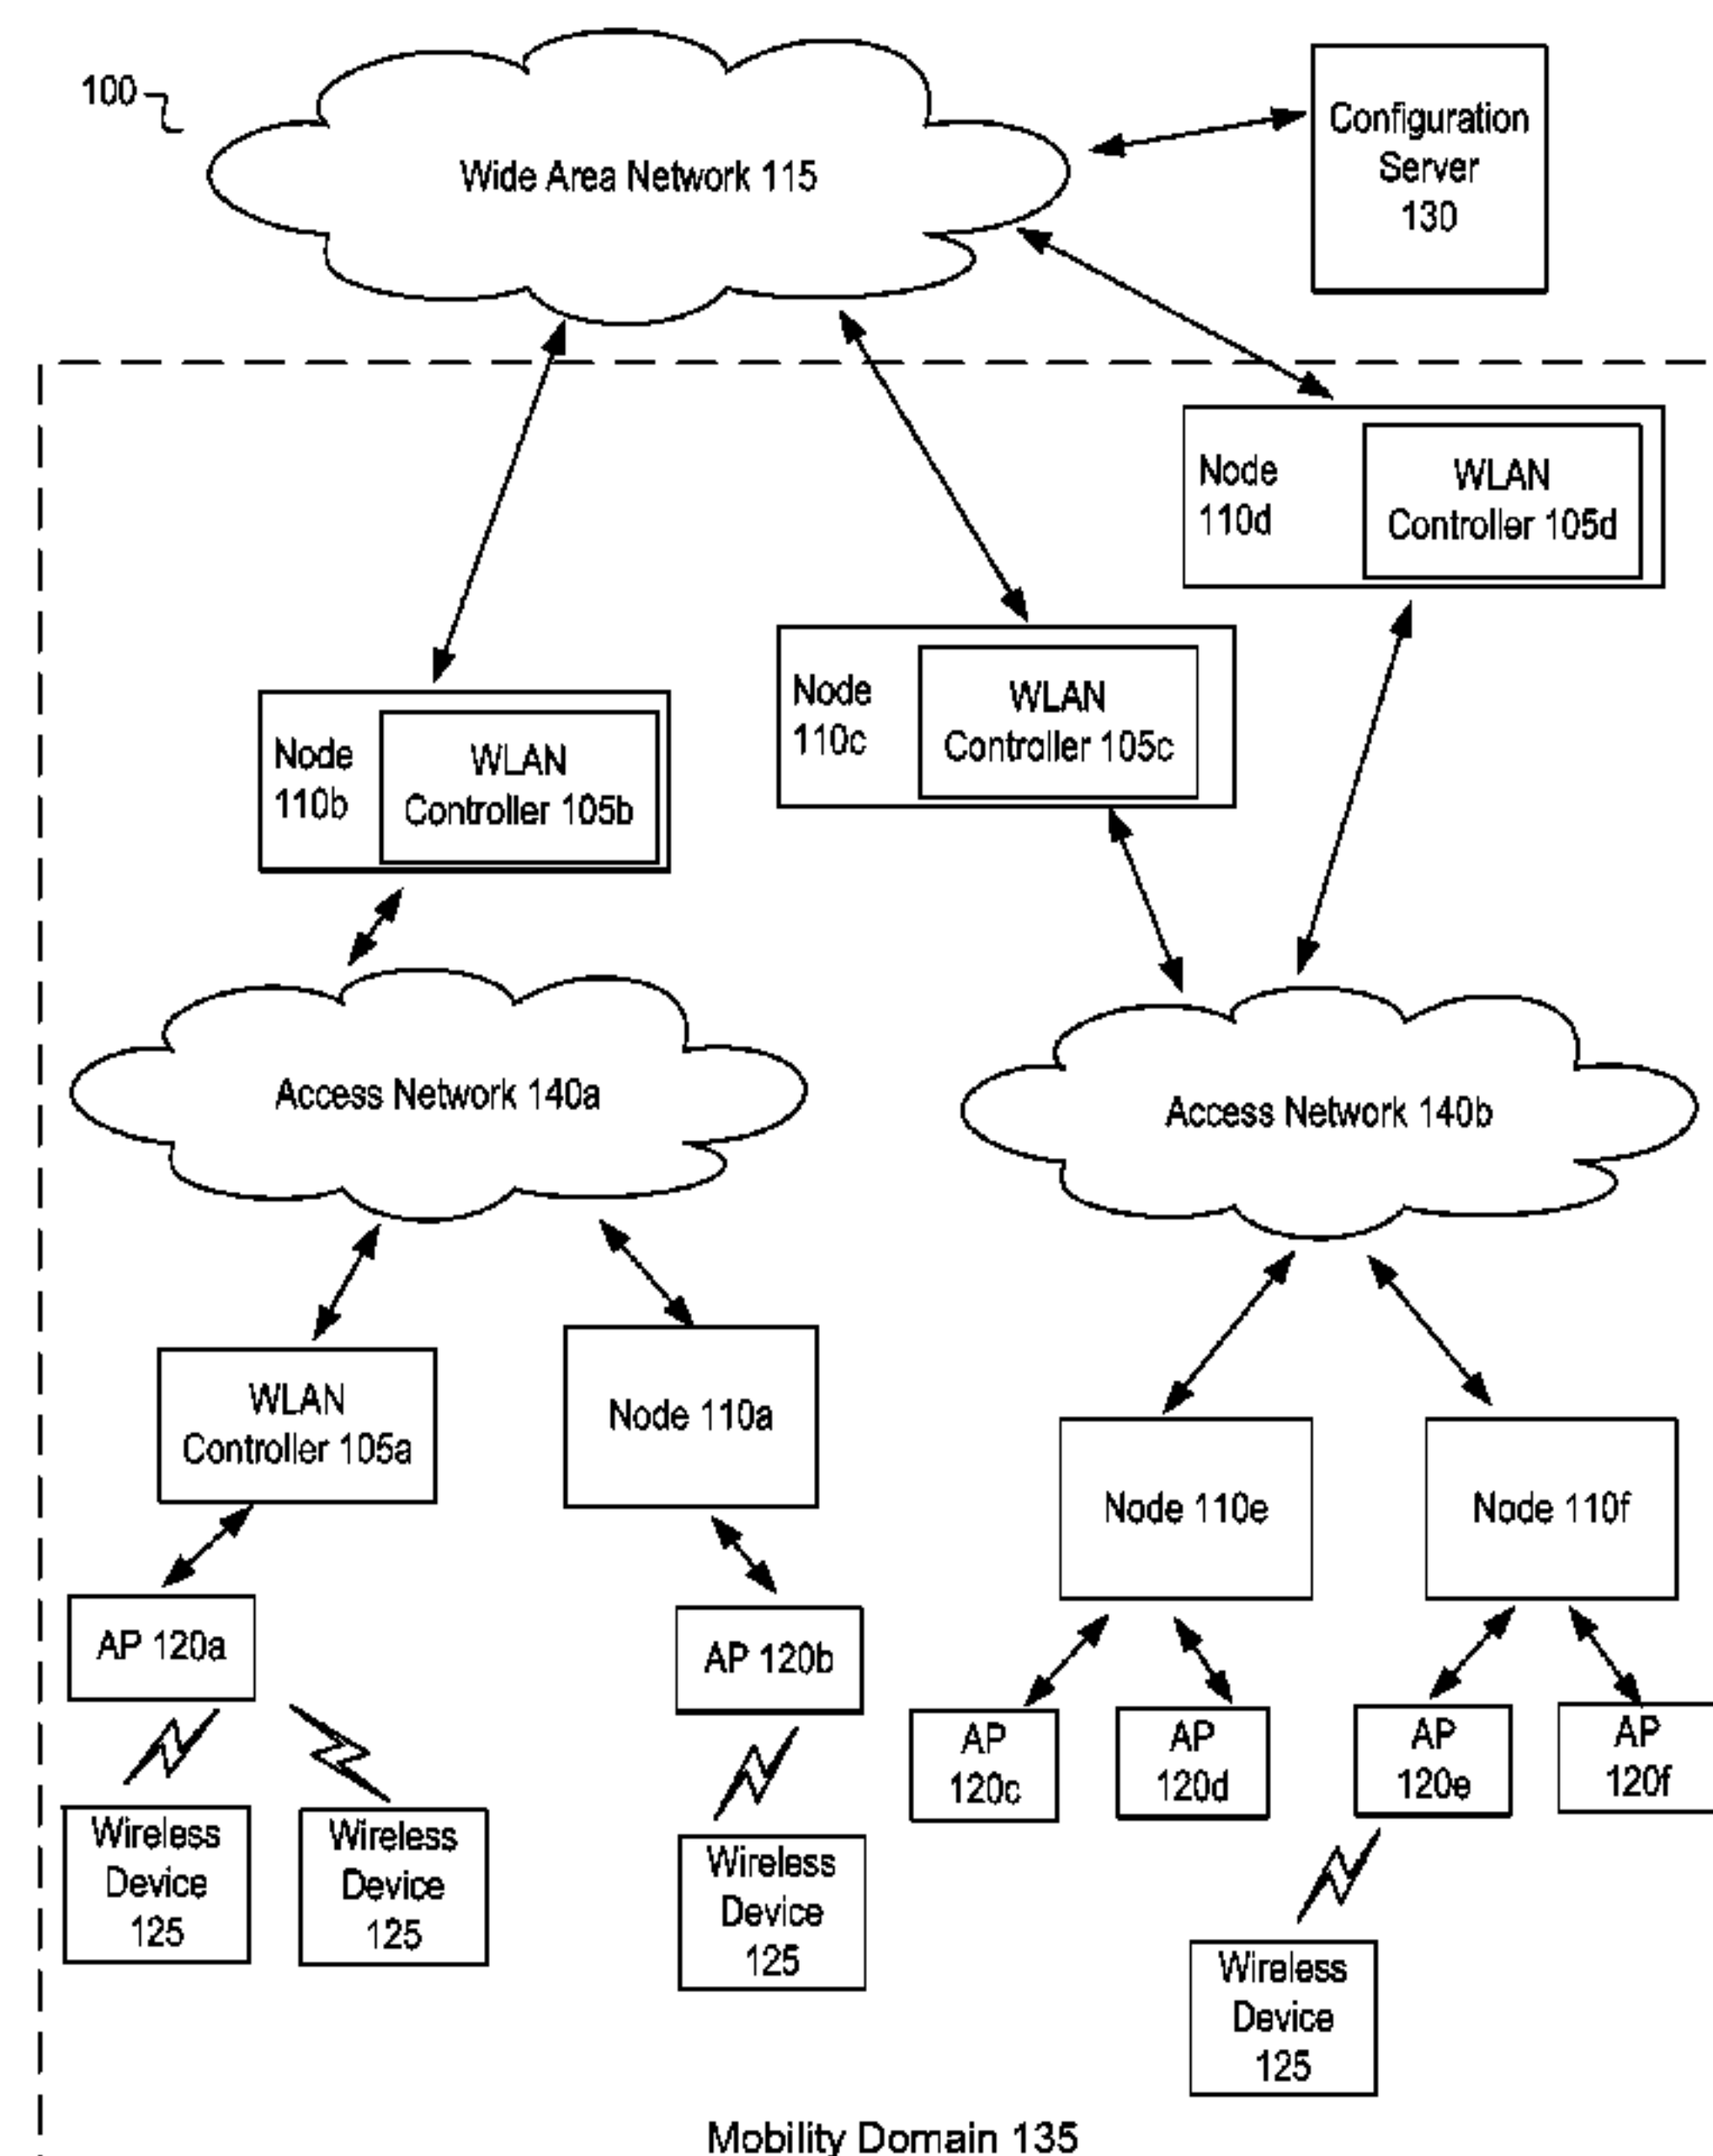 100
Wide Area Network 115
Configuration
Server
130
Node
110d
WLAN
Controller 105d
Node
110c
WLAN
Controller 105c
Node
110b
WLAN
Controller 105b
Access Network 140a
Access Network 140b
WLAN
Controller 105a
Node 110a
Node 110e
Node 110f
AP 120a
AP 120b
AP
120c
AP
120d
AP
120e
AP
120f
Wireless
Device
125
Wireless
Device
125
Wireless
Device
125
Wireless
Device
125
Mobility Domain 135